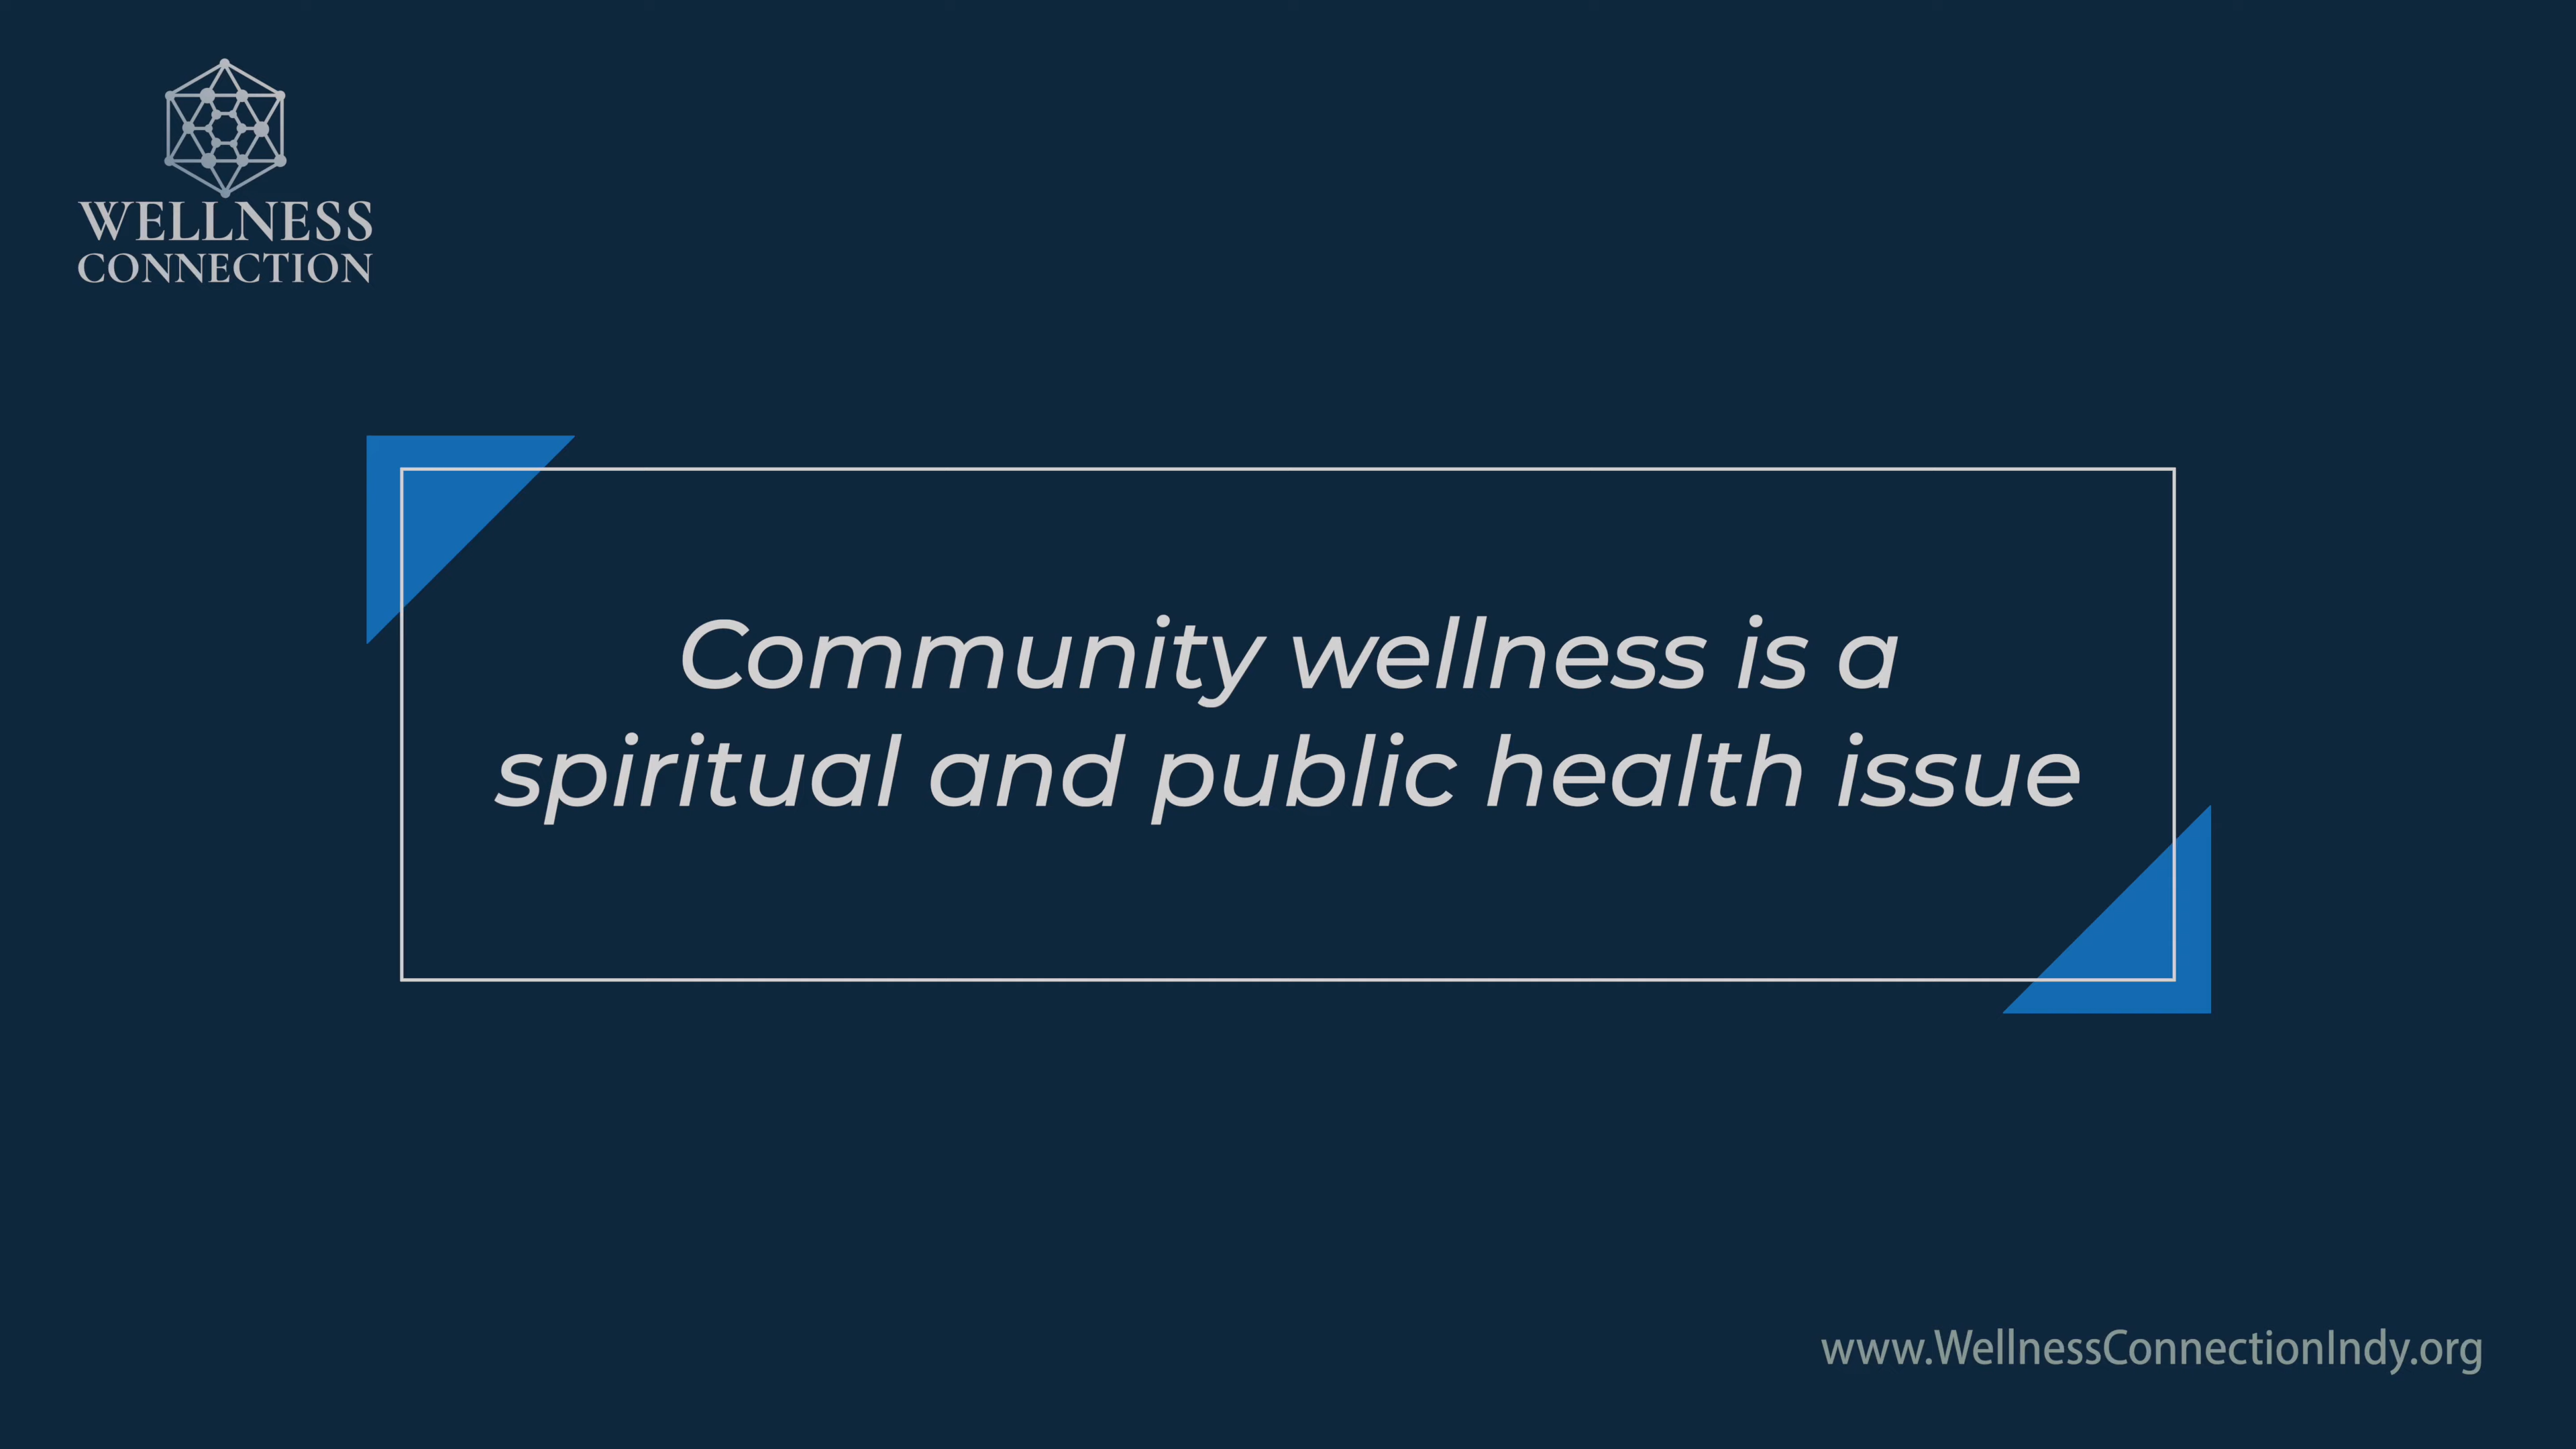 WELLNESS
CONNECTION
Community wellness is a
spiritual and public health issue
www.WellnessConnectionIndy.org